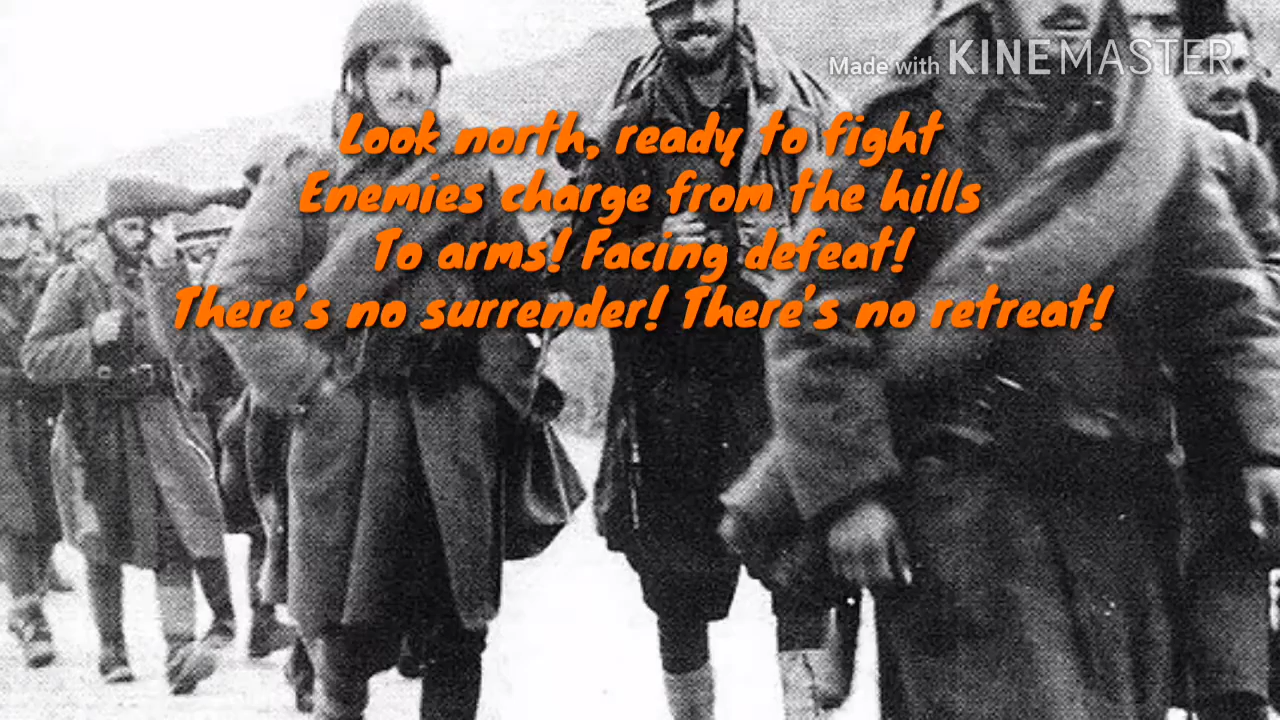 Made with KINEMASTER
Look north, ready to fight
Enemies charge from the hills
To arms! Facing defeat!
There's no surrender! There's no retreat!